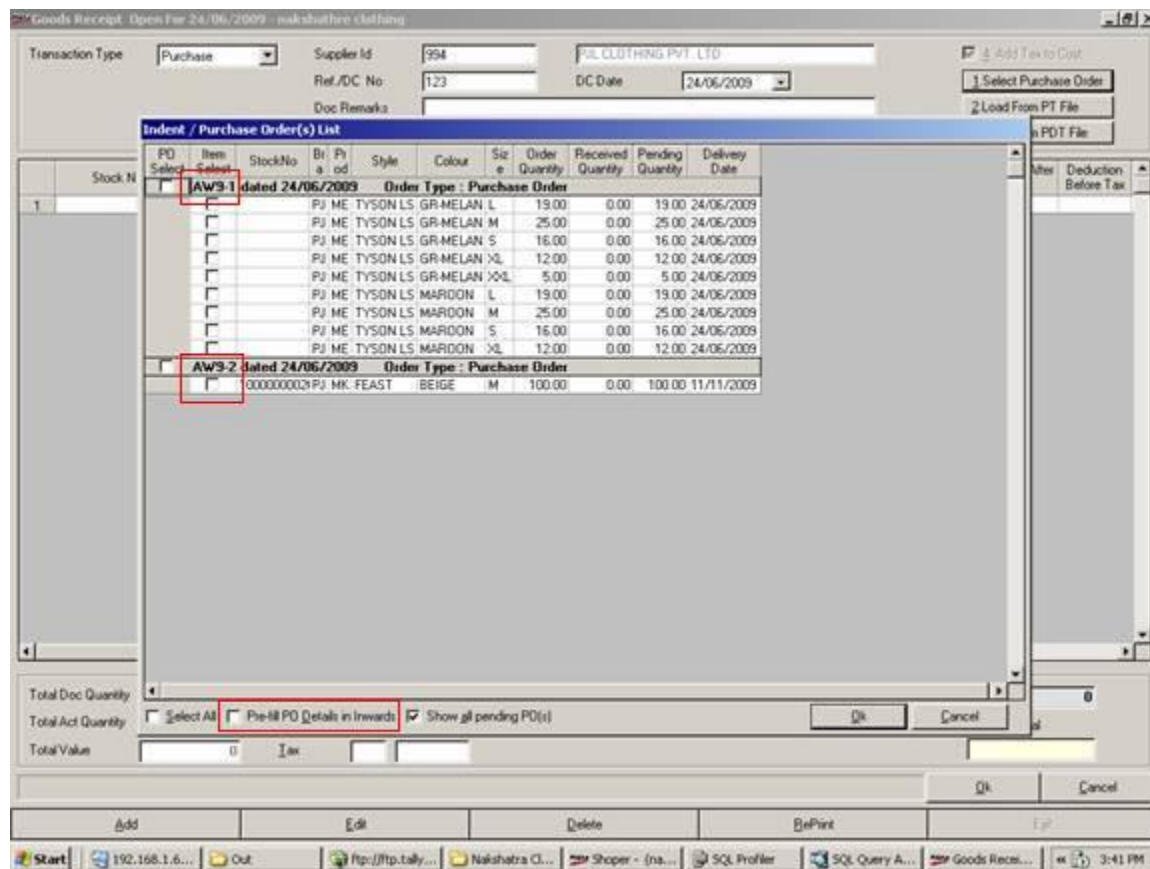 Goods Receipt Open For 24/06/2009 - nakshathre clothing
Transaction Type Purchase Supplier Id 994 PJL CLOTHING PVT. LTD 4 Add Tax to Cost
Ref./DC No 123 DC Date 24/06/2009 1 Select Purchase Order
Doc Remarks 2 Load From PT File
Indent / Purchase Order(s) List PDT File
PO Select Item Select StockNo Br a Pr od Style Colour Siz e Order Quantity Received Quantity Pending Quantity Delivery Date
Stock N Deduction Before Tax
AW9-1 dated 24/06/2009 Order Type : Purchase Order
1 PJ ME TYSON LS GR-MELAN L 19.00 0.00 19.00 24/06/2009
PJ ME TYSON LS GR-MELAN M 25.00 0.00 25.00 24/06/2009
PJ ME TYSON LS GR-MELAN S 16.00 0.00 16.00 24/06/2009
PJ ME TYSON LS GR-MELAN XL 12.00 0.00 12.00 24/06/2009
PJ ME TYSON LS GR-MELAN XXL 5.00 0.00 5.00 24/06/2009
PJ ME TYSON LS MAROON L 19.00 0.00 19.00 24/06/2009
PJ ME TYSON LS MAROON M 25.00 0.00 25.00 24/06/2009
PJ ME TYSON LS MAROON S 16.00 0.00 16.00 24/06/2009
PJ ME TYSON LS MAROON XL 12.00 0.00 12.00 24/06/2009
AW9-2 dated 24/06/2009 Order Type : Purchase Order
PJ MK FEAST BEIGE M 100.00 0.00 100.00 11/11/2009
Total Doc Quantity 0
Total Act Quantity Select All Pre-fill PO Details in Inwards Show all pending PO(s) Ok Cancel
Total Value 0 Tax
Ok Cancel
Add Edit Delete RePrint Exit
Start 192.168.1.6... Out ftp://ftp.tally... Nakshatra Cl... Shoper - (na... SQL Profiler SQL Query A... Goods Recei... 3:41 PM